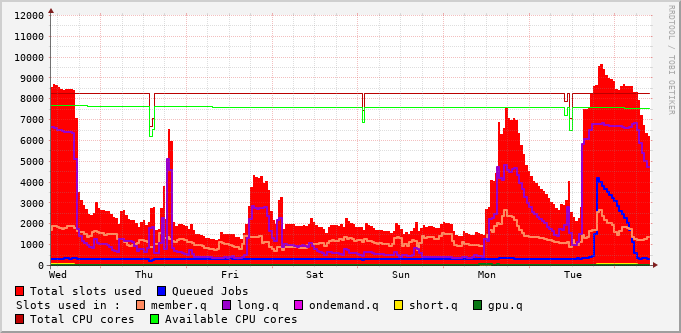 12000
11000
10000
9000
8000
7000
6000
5000
4000
3000
2000
1000
0
Wed Thu Fri Sat Sun Mon Tue
RRDTOOL / TOBI OETIKER
Total slots used Queued Jobs
Slots used in : member.q long.q ondemand.q short.q gpu.q
Total CPU cores Available CPU cores